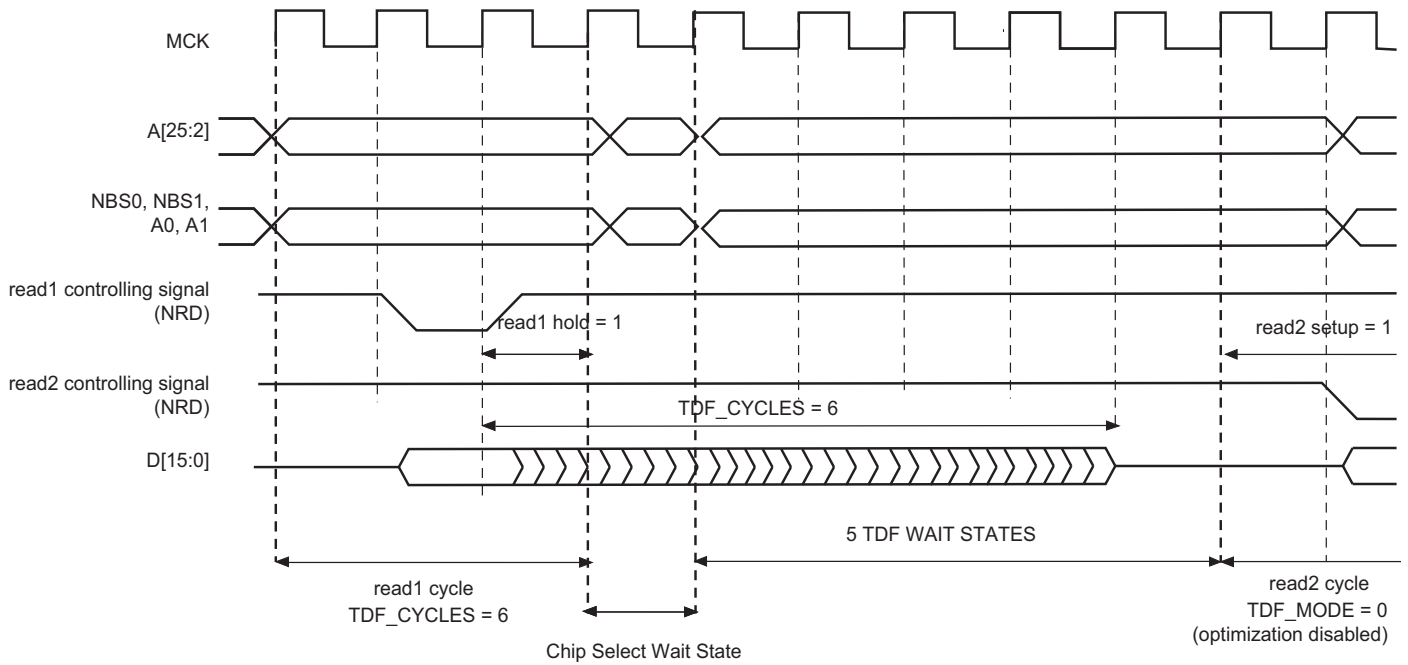 MCK
A[25:2]
NBS0, NBS1,
A0, A1
read1 controlling signal
(NRD)
read1 hold = 1
read2 setup = 1
read2 controlling signal
(NRD)
TDF_CYCLES = 6
D[15:0]
5 TDF WAIT STATES
read1 cycle
TDF_CYCLES = 6
read2 cycle
TDF_MODE = 0
(optimization disabled)
Chip Select Wait State